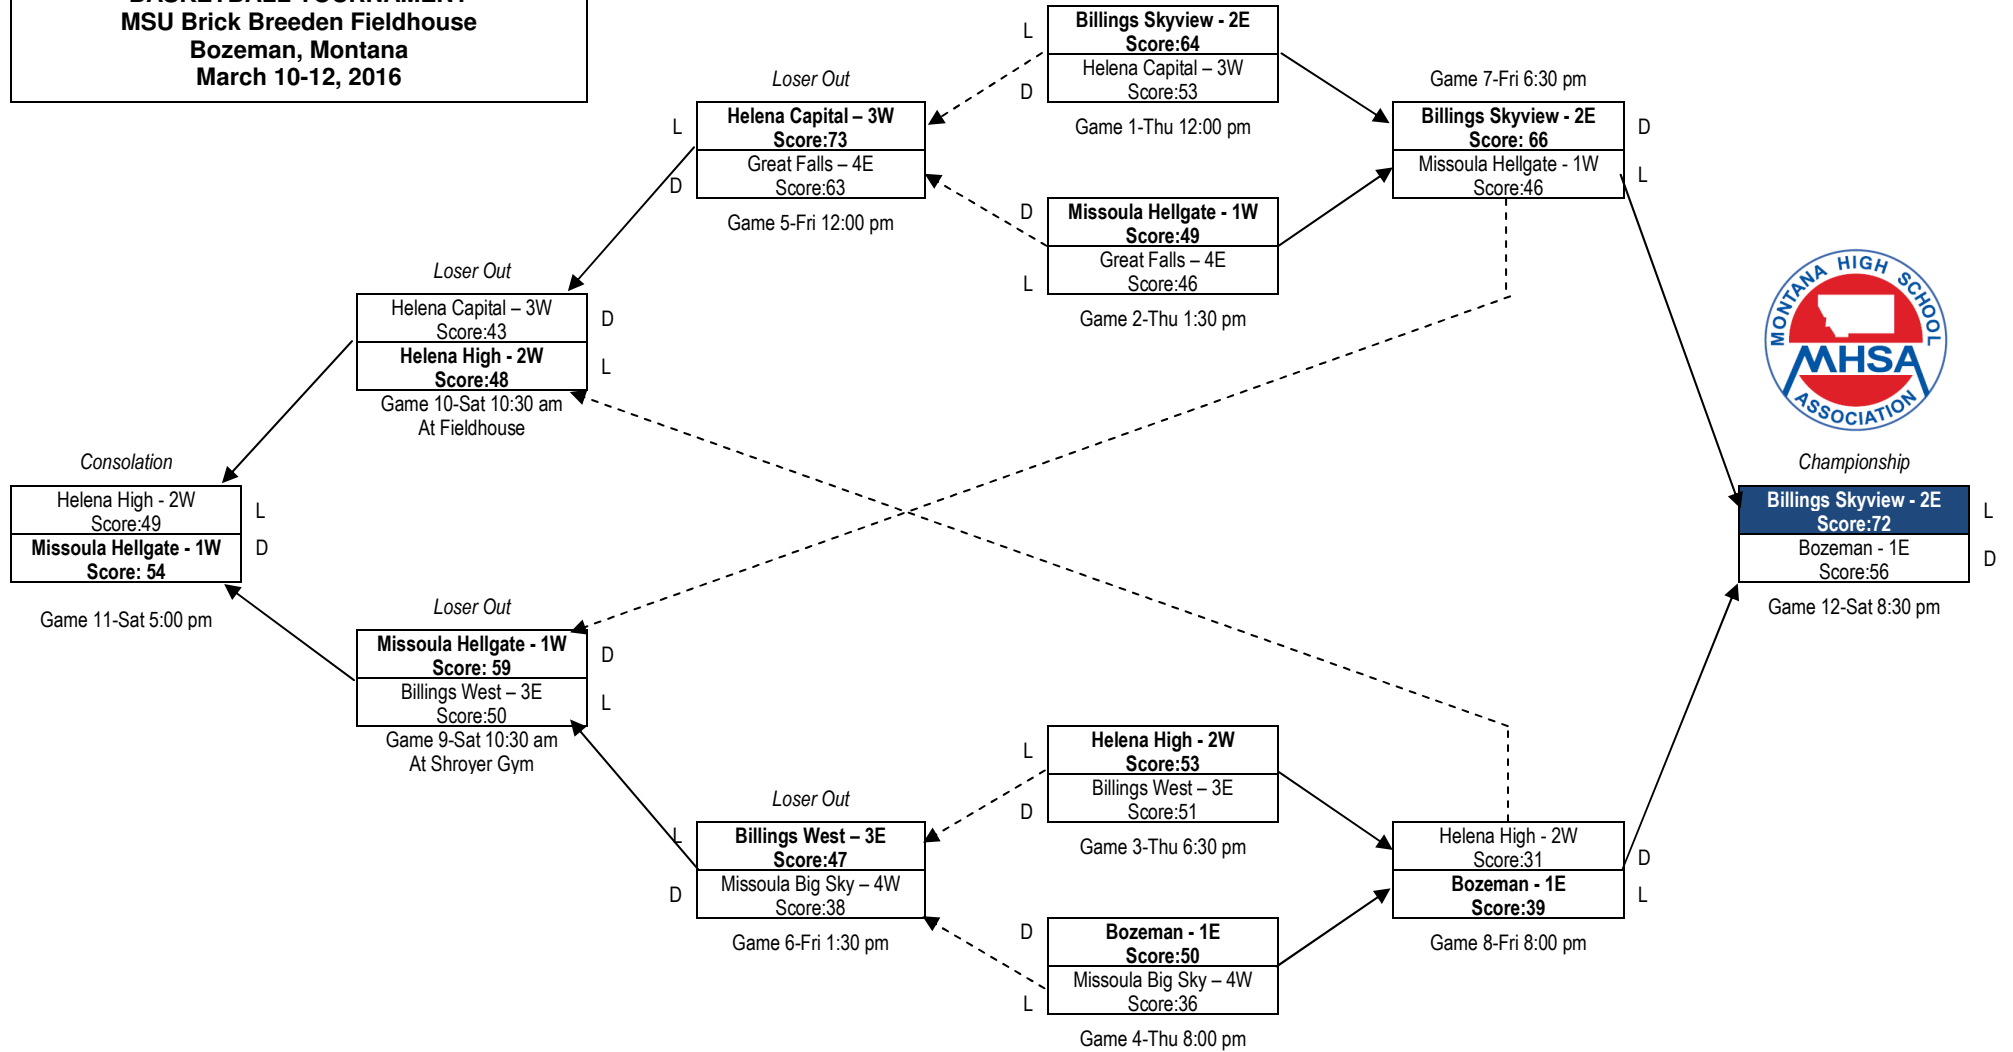 BASKETBALL TOURNAMENT
MSU Brick Breeden Fieldhouse
Bozeman, Montana
March 10-12, 2016
L
Billings Skyview - 2E
Score:64
Helena Capital – 3W
Score:53
D
Game 1-Thu 12:00 pm
Loser Out
L
Helena Capital – 3W
Score:73
Great Falls – 4E
Score:63
D
Game 5-Fri 12:00 pm
D
Missoula Hellgate - 1W
Score:49
Great Falls – 4E
Score:46
L
Game 2-Thu 1:30 pm
Game 7-Fri 6:30 pm
Billings Skyview - 2E
Score: 66
D
Missoula Hellgate - 1W
Score:46
L
Loser Out
Helena Capital – 3W
Score:43
D
Helena High - 2W
Score:48
L
Game 10-Sat 10:30 am
At Fieldhouse
MONTANA HIGH SCHOOL
MHSA
ASSOCIATION
Consolation
Helena High - 2W
Score:49
L
Missoula Hellgate - 1W
Score: 54
D
Game 11-Sat 5:00 pm
Championship
Billings Skyview - 2E
Score:72
L
Bozeman - 1E
Score:56
D
Game 12-Sat 8:30 pm
Loser Out
Missoula Hellgate - 1W
Score: 59
D
Billings West – 3E
Score:50
L
Game 9-Sat 10:30 am
At Shroyer Gym
Loser Out
L
Billings West – 3E
Score:47
D
Missoula Big Sky – 4W
Score:38
Game 6-Fri 1:30 pm
L
Helena High - 2W
Score:53
Billings West – 3E
Score:51
D
Game 3-Thu 6:30 pm
D
Bozeman - 1E
Score:50
Missoula Big Sky – 4W
Score:36
L
Game 4-Thu 8:00 pm
Helena High - 2W
Score:31
D
Bozeman - 1E
Score:39
L
Game 8-Fri 8:00 pm